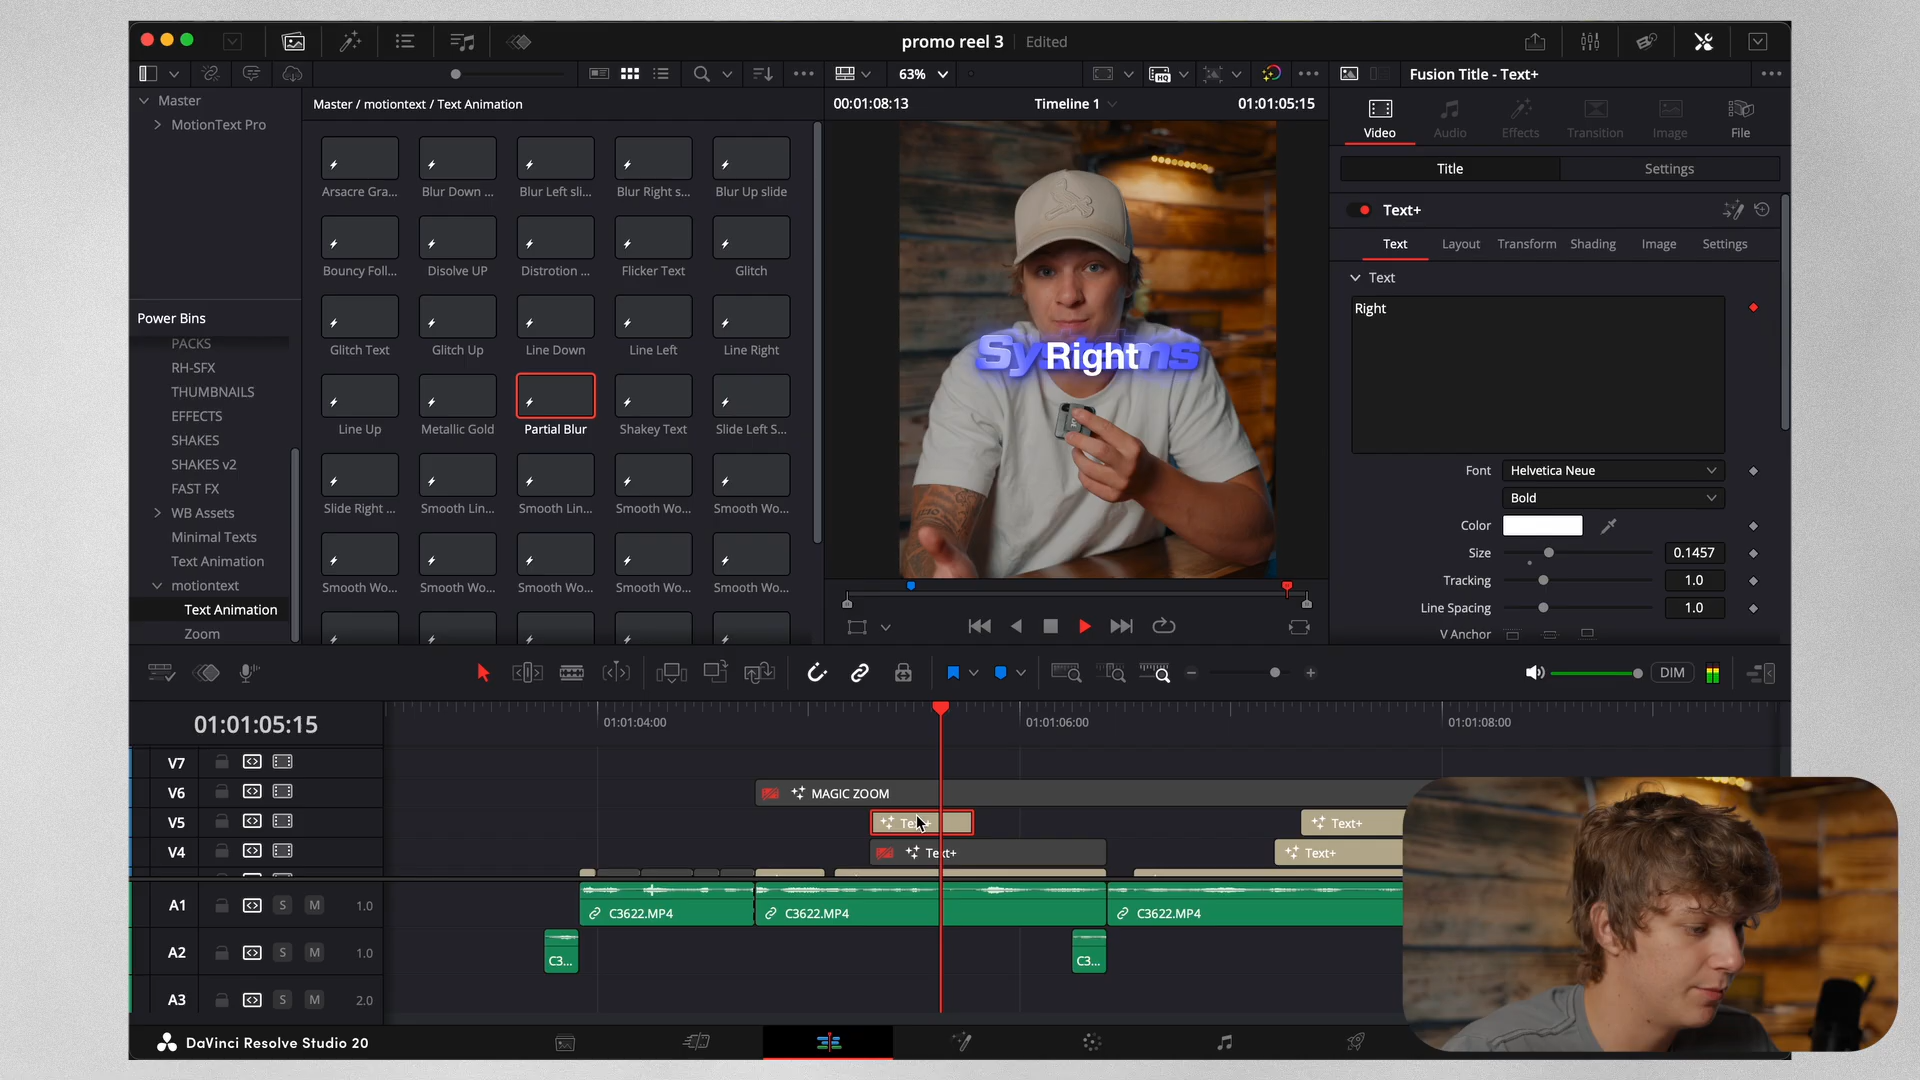 promo reel 3
Edited
63%
Fusion Title - Text+
Master
MotionText Pro
Master / motiontext / Text Animation
00:01:08:13
Timeline 1
01:01:05:15
Video
Audio
Effects
Transition
Image
File
Title
Settings
Arsacre Gra...
Blur Down ...
Blur Left sli...
Blur Right s...
Blur Up slide
Text+
Text
Layout
Transform
Shading
Image
Settings
Bouncy Foll...
Disolve UP
Distrotion ...
Flicker Text
Glitch
Text
Right
Power Bins
PACKS
RH-SFX
THUMBNAILS
EFFECTS
SHAKES
SHAKES v2
FAST FX
WB Assets
Minimal Texts
Text Animation
motiontext
Text Animation
Zoom
Glitch Text
Glitch Up
Line Down
Line Left
Line Right
Right
Line Up
Metallic Gold
Partial Blur
Shakey Text
Slide Left S...
Slide Right ...
Smooth Lin...
Smooth Lin...
Smooth Wo...
Smooth Wo...
Smooth Wo...
Smooth Wo...
Smooth Wo...
Smooth Wo...
Smooth Wo...
Font
Helvetica Neue
Bold
Color
Size
0.1457
Tracking
1.0
Line Spacing
1.0
V Anchor
DIM
01:01:05:15
01:01:04:00
01:01:06:00
01:01:08:00
V7
V6
MAGIC ZOOM
V5
Text+
V4
Text+
Text+
A1
S
M
1.0
C3622.MP4
C3622.MP4
C3622.MP4
A2
S
M
1.0
C3...
C3...
A3
S
M
2.0
DaVinci Resolve Studio 20